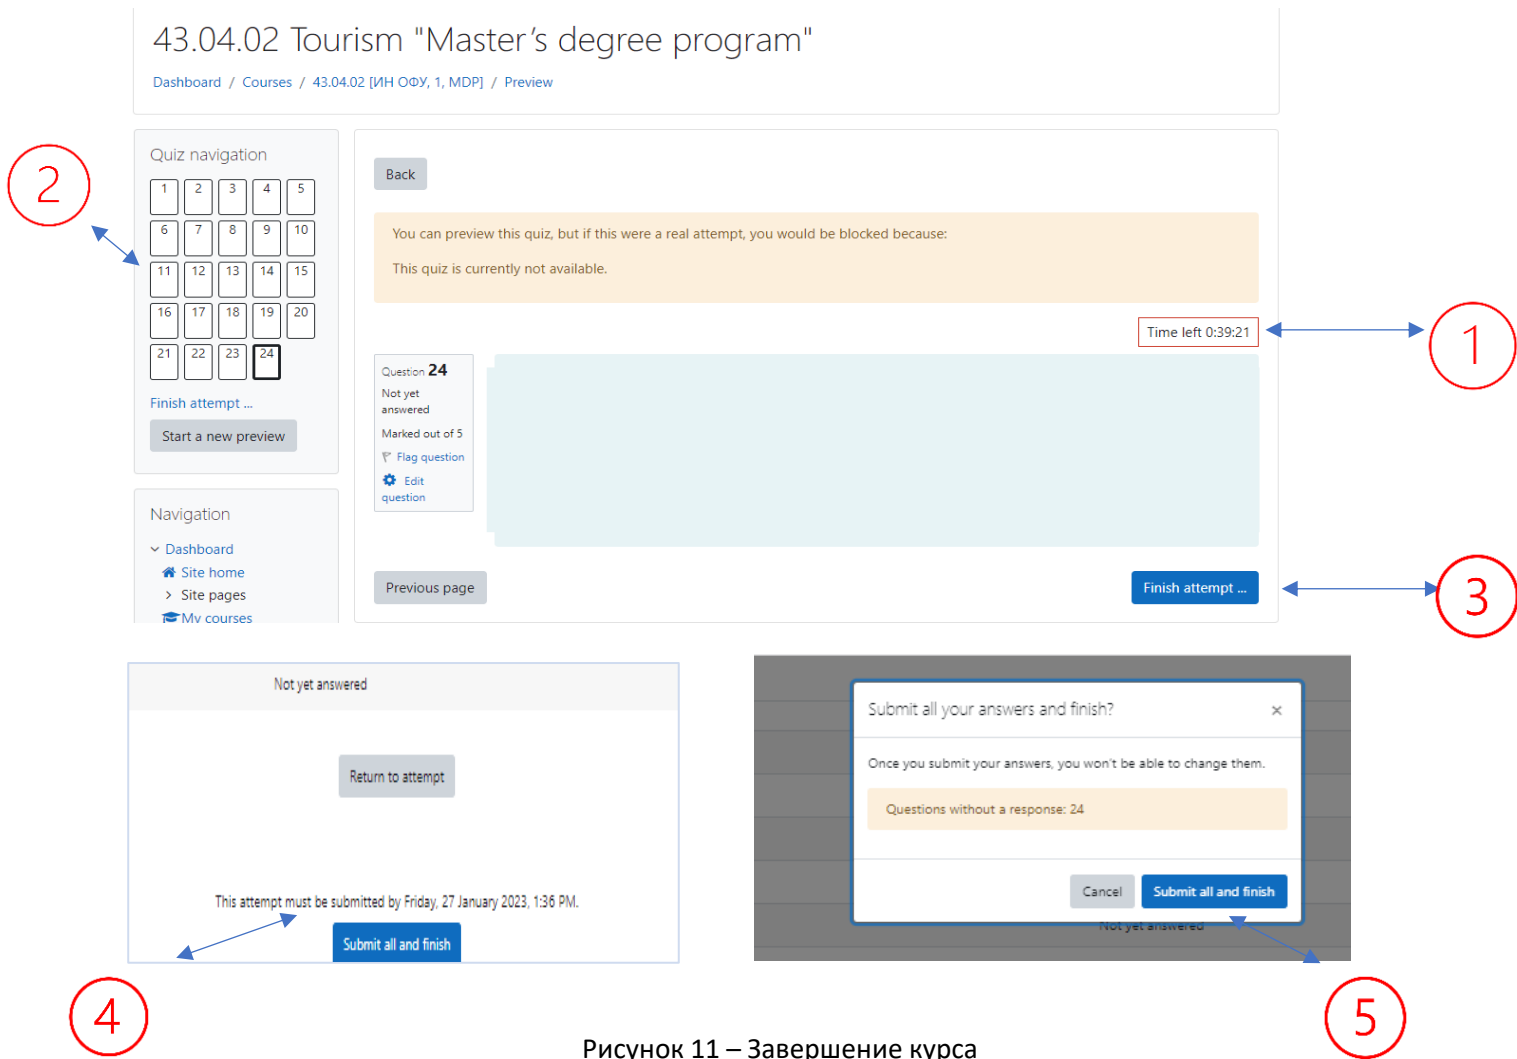 43.04.02 Tourism "Master's degree program"
Dashboard / Courses / 43.04.02 [ИН ОФУ, 1, MDP] / Preview
Quiz navigation
1 2 3 4 5
6 7 8 9 10
11 12 13 14 15
16 17 18 19 20
21 22 23 24
Finish attempt ...
Start a new preview
2
Navigation
Dashboard
Site home
Site pages
My courses
Back
You can preview this quiz, but if this were a real attempt, you would be blocked because:
This quiz is currently not available.
Time left 0:39:21
1
Question 24
Not yet
answered
Marked out of 5
Flag question
Edit
question
Previous page
Finish attempt ...
3
Not yet answered
Return to attempt
This attempt must be submitted by Friday, 27 January 2023, 1:36 PM.
Submit all and finish
4
Submit all your answers and finish?
×
Once you submit your answers, you won't be able to change them.
Questions without a response: 24
Cancel
Submit all and finish
Not yet answered
5
Рисунок 11 – Завершение курса